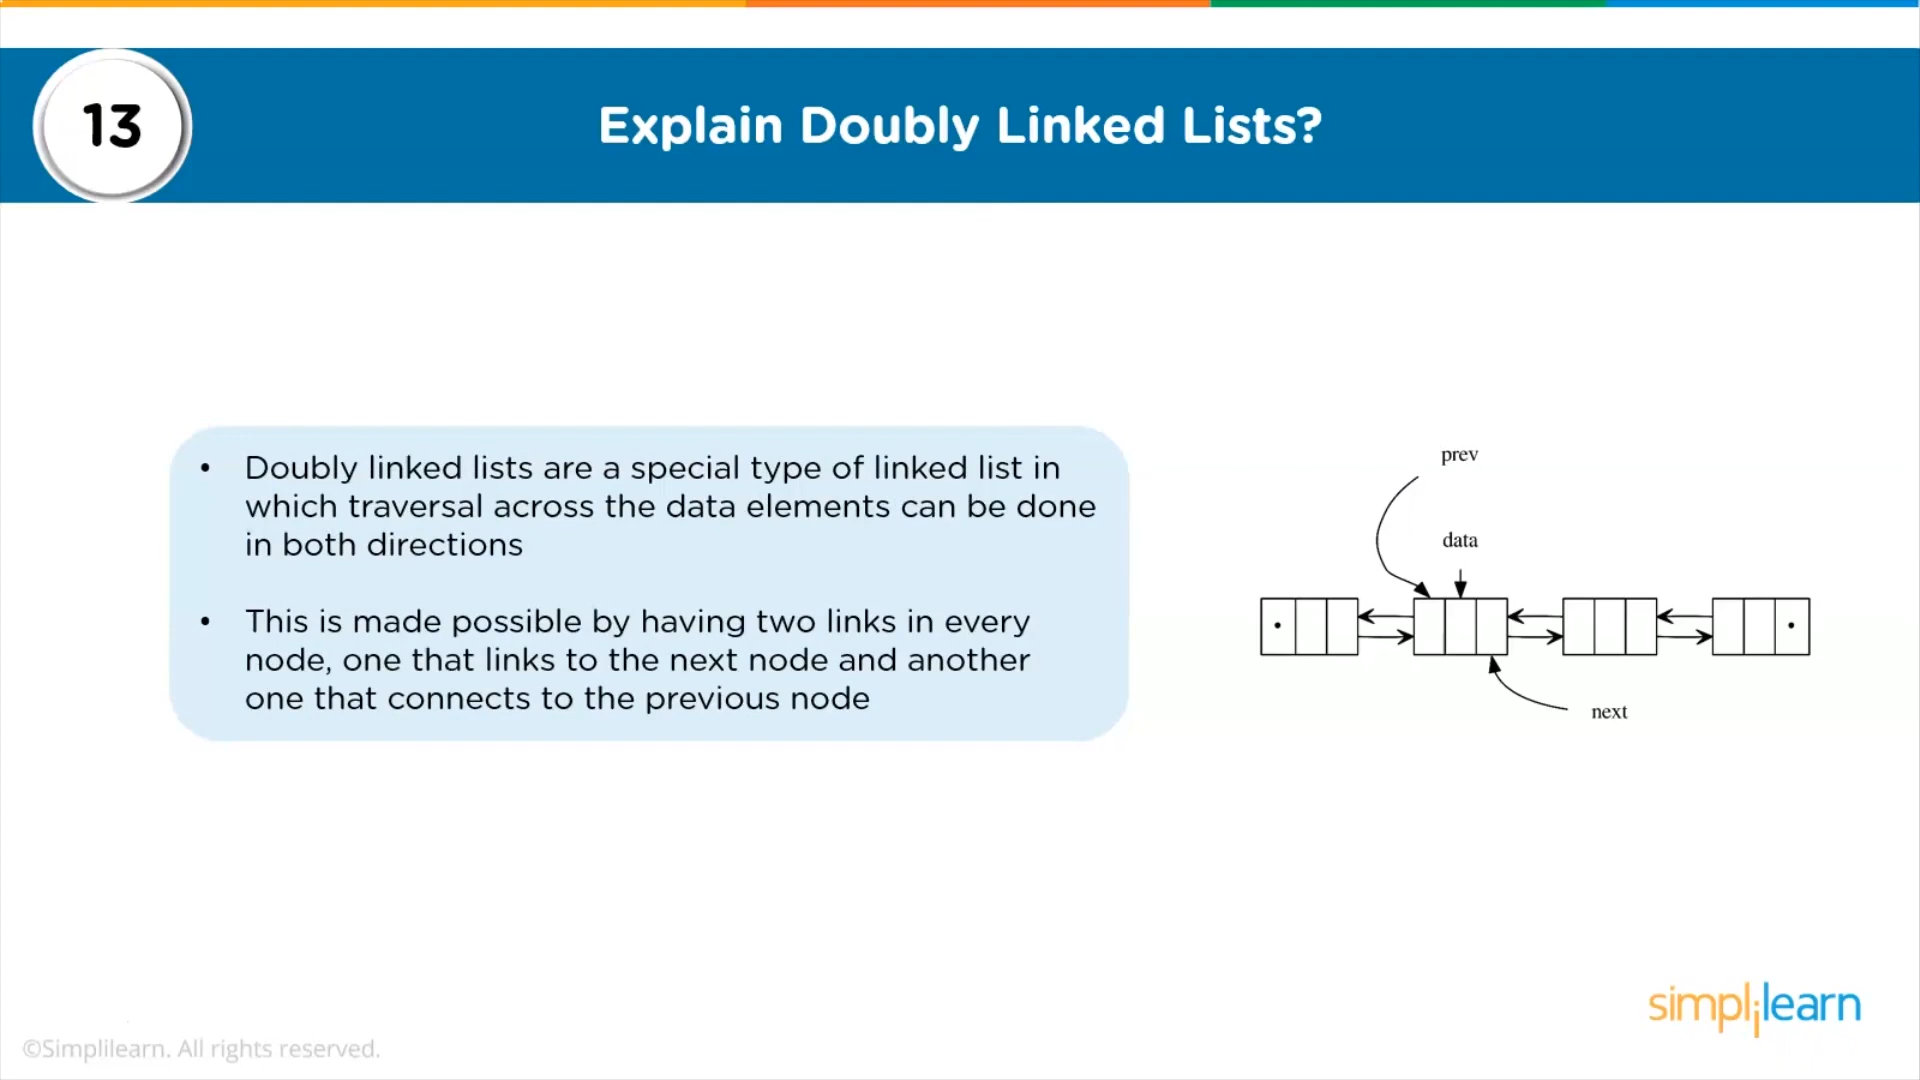 13
Explain Doubly Linked Lists?
• Doubly linked lists are a special type of linked list in
which traversal across the data elements can be done
in both directions
• This is made possible by having two links in every
node, one that links to the next node and another
one that connects to the previous node
prev
data
next
simplilearn
©Simplilearn. All rights reserved.